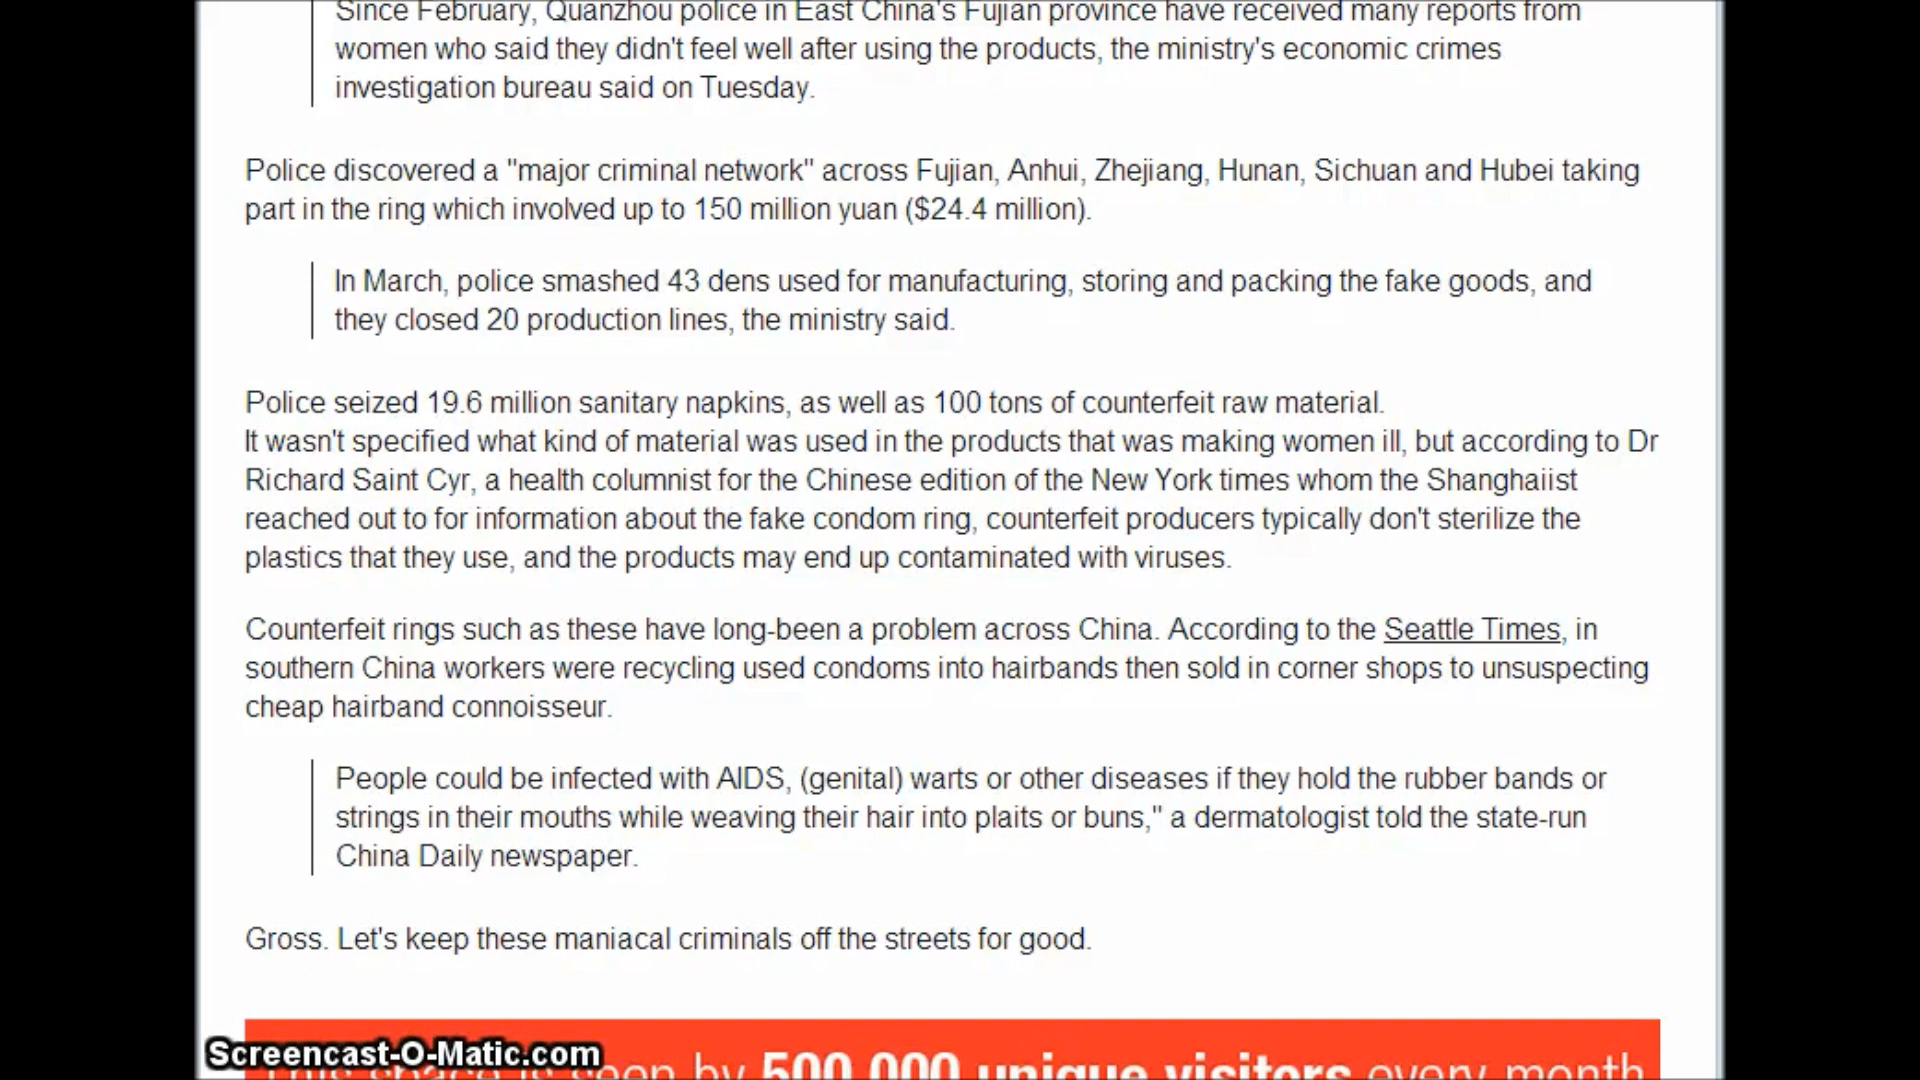 Since February, Quanzhou police in East China's Fujian province have received many reports from
women who said they didn't feel well after using the products, the ministry's economic crimes
investigation bureau said on Tuesday.
Police discovered a "major criminal network" across Fujian, Anhui, Zhejiang, Hunan, Sichuan and Hubei taking
part in the ring which involved up to 150 million yuan ($24.4 million).
In March, police smashed 43 dens used for manufacturing, storing and packing the fake goods, and
they closed 20 production lines, the ministry said.
Police seized 19.6 million sanitary napkins, as well as 100 tons of counterfeit raw material.
It wasn't specified what kind of material was used in the products that was making women ill, but according to Dr
Richard Saint Cyr, a health columnist for the Chinese edition of the New York times whom the Shanghaiist
reached out to for information about the fake condom ring, counterfeit producers typically don't sterilize the
plastics that they use, and the products may end up contaminated with viruses.
Counterfeit rings such as these have long-been a problem across China. According to the Seattle Times, in
southern China workers were recycling used condoms into hairbands then sold in corner shops to unsuspecting
cheap hairband connoisseur.
People could be infected with AIDS, (genital) warts or other diseases if they hold the rubber bands or
strings in their mouths while weaving their hair into plaits or buns," a dermatologist told the state-run
China Daily newspaper.
Gross. Let's keep these maniacal criminals off the streets for good.
This space is seen by 500,000 unique visitors every month
Screencast-O-Matic.com